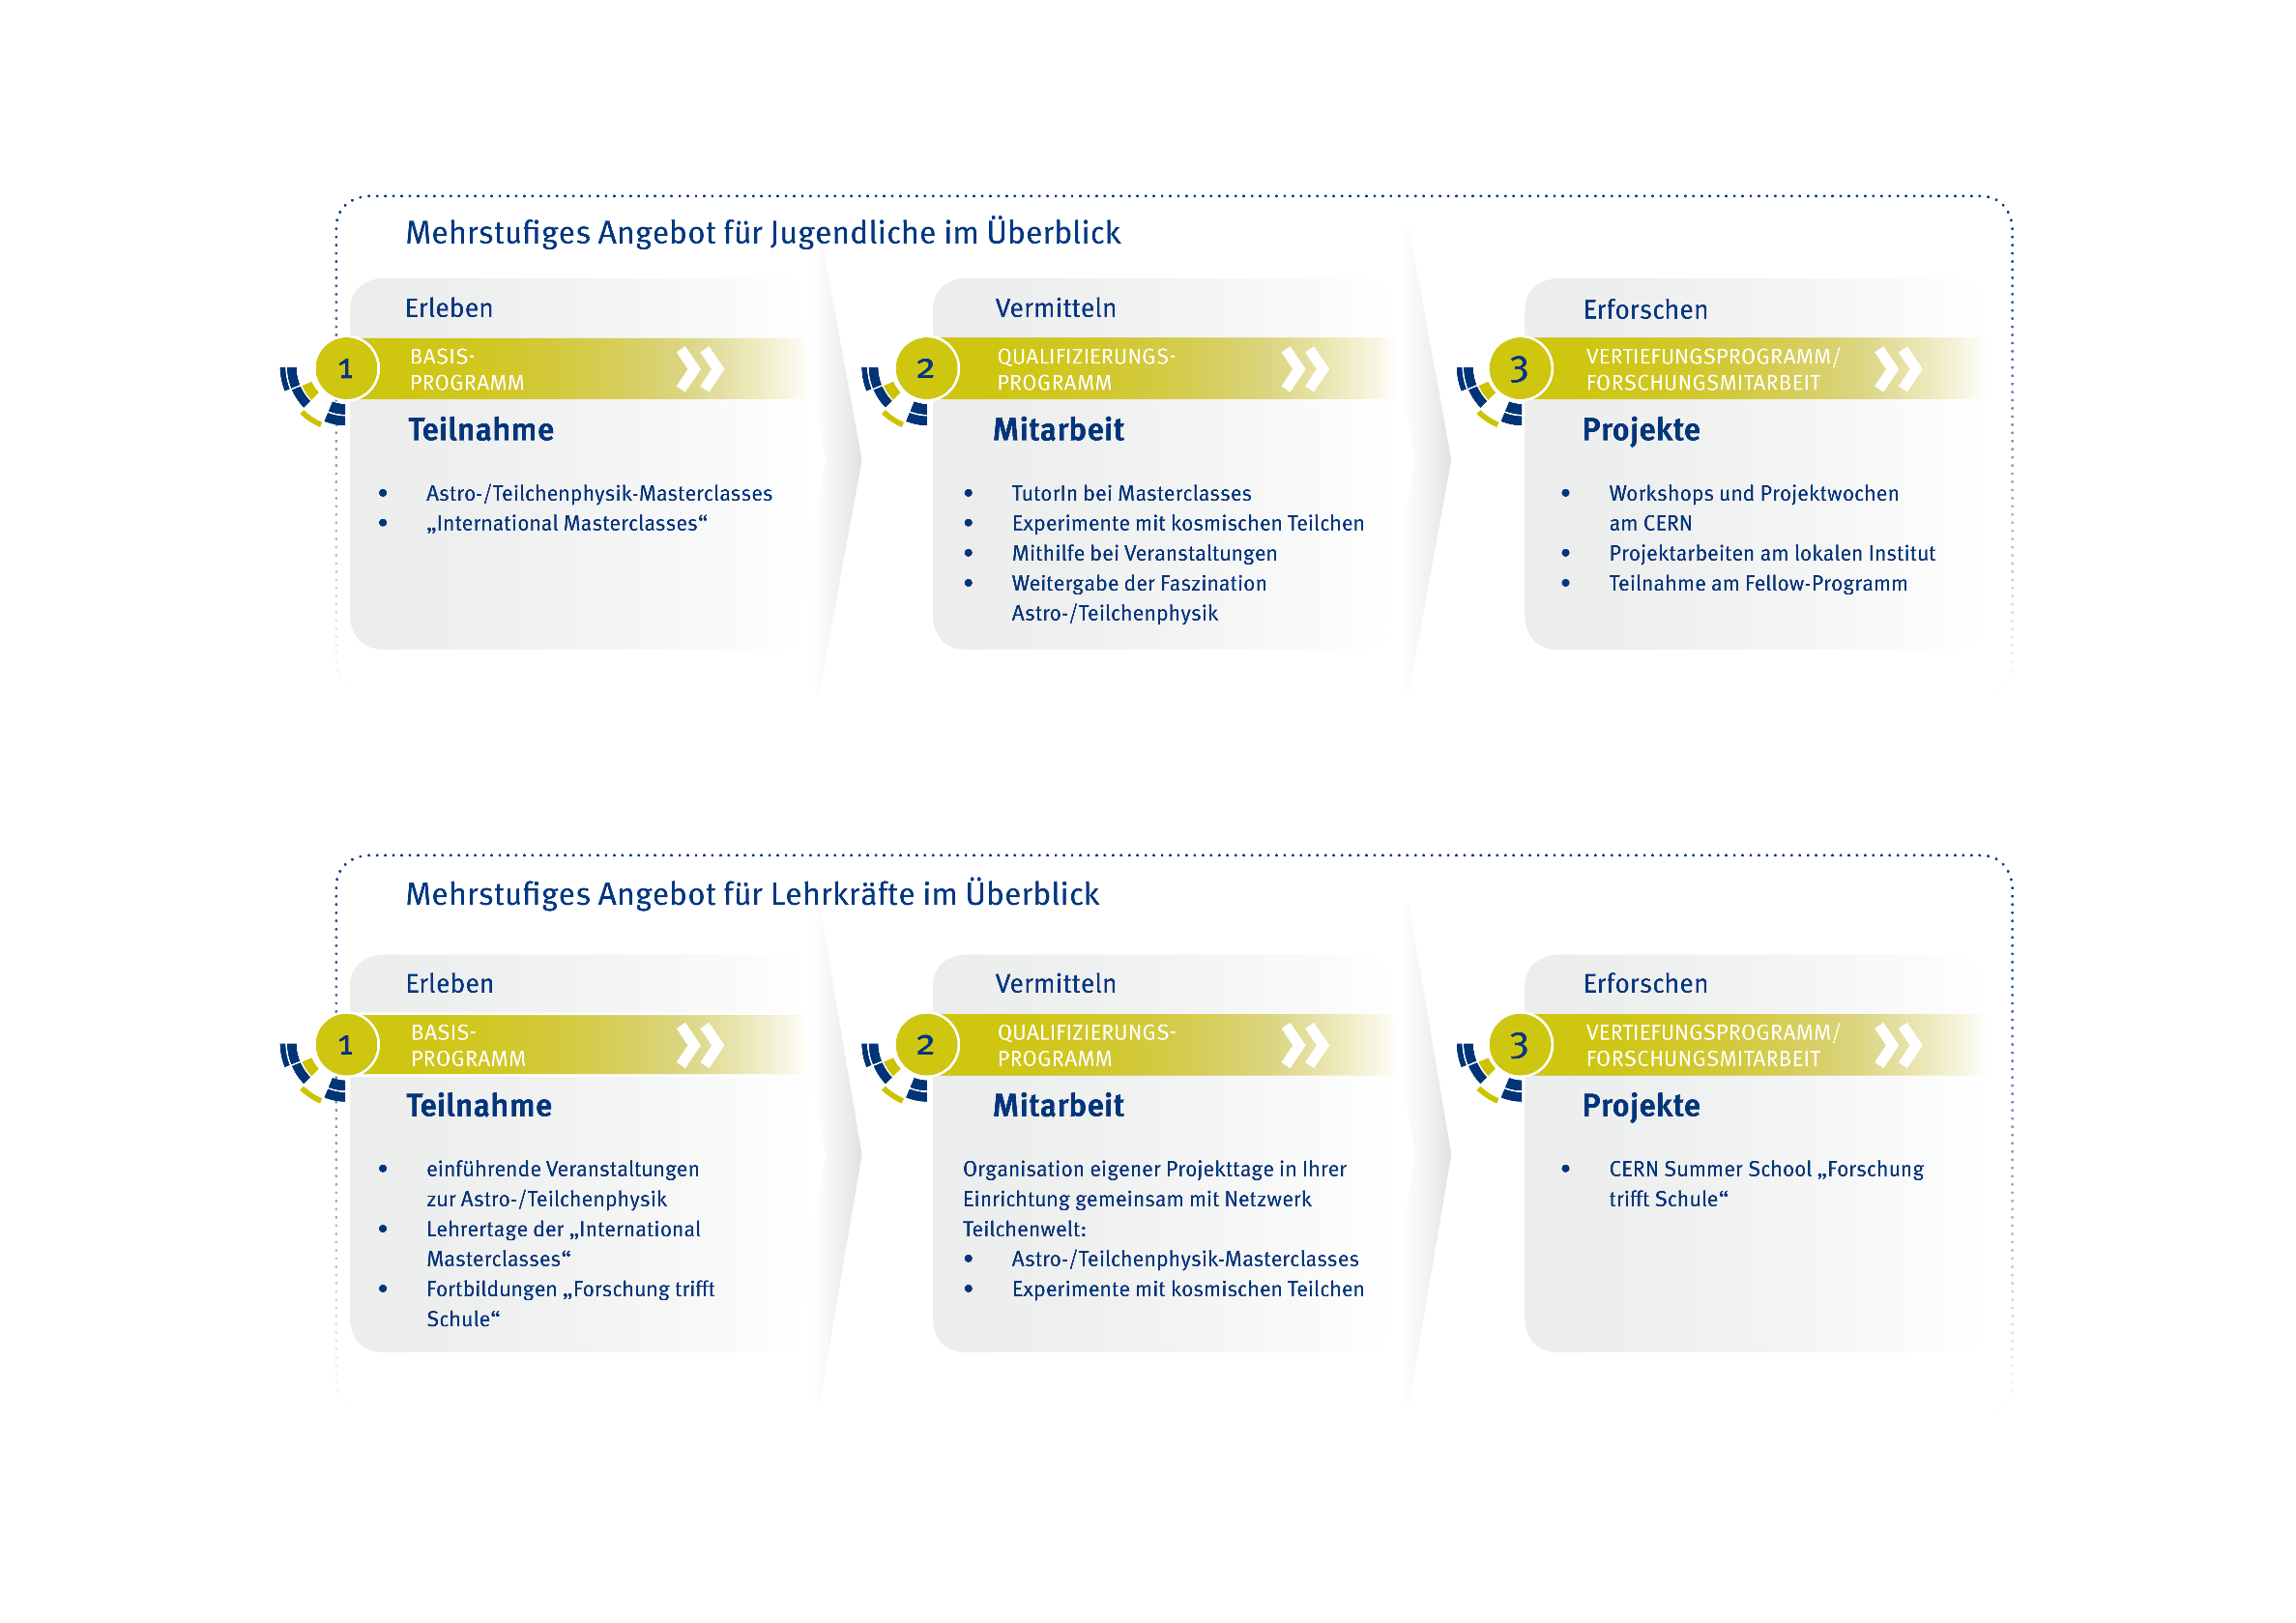 Mehrstufiges Angebot für Jugendliche im Überblick
Erleben
1
BASIS-
PROGRAMM
Teilnahme
• Astro-/Teilchenphysik-Masterclasses
• „International Masterclasses“
Vermitteln
2
QUALIFIZIERUNGS-
PROGRAMM
Mitarbeit
• TutorIn bei Masterclasses
• Experimente mit kosmischen Teilchen
• Mithilfe bei Veranstaltungen
• Weitergabe der Faszination
Astro-/Teilchenphysik
Erforschen
3
VERTIEFUNGSPROGRAMM/
FORSCHUNGSMITARBEIT
Projekte
• Workshops und Projektwochen
am CERN
• Projektarbeiten am lokalen Institut
• Teilnahme am Fellow-Programm
Mehrstufiges Angebot für Lehrkräfte im Überblick
Erleben
1
BASIS-
PROGRAMM
Teilnahme
• einführende Veranstaltungen
zur Astro-/Teilchenphysik
• Lehrertage der „International
Masterclasses“
• Fortbildungen „Forschung trifft
Schule“
Vermitteln
2
QUALIFIZIERUNGS-
PROGRAMM
Mitarbeit
Organisation eigener Projekttage in Ihrer
Einrichtung gemeinsam mit Netzwerk
Teilchenwelt:
• Astro-/Teilchenphysik-Masterclasses
• Experimente mit kosmischen Teilchen
Erforschen
3
VERTIEFUNGSPROGRAMM/
FORSCHUNGSMITARBEIT
Projekte
• CERN Summer School „Forschung
trifft Schule“